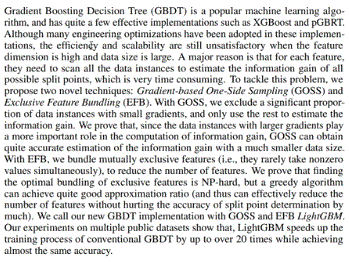 Gradient Boosting Decision Tree (GBDT) is a popular machine learning algo-
rithm, and has quite a few effective implementations such as XGBoost and pGBRT.
Although many engineering optimizations have been adopted in these implemen-
tations, the efficiency and scalability are still unsatisfactory when the feature
dimension is high and data size is large. A major reason is that for each feature,
they need to scan all the data instances to estimate the information gain of all
possible split points, which is very time consuming. To tackle this problem, we
propose two novel techniques: Gradient-based One-Side Sampling (GOSS) and
Exclusive Feature Bundling (EFB). With GOSS, we exclude a significant propor-
tion of data instances with small gradients, and only use the rest to estimate the
information gain. We prove that, since the data instances with larger gradients play
a more important role in the computation of information gain, GOSS can obtain
quite accurate estimation of the information gain with a much smaller data size.
With EFB, we bundle mutually exclusive features (i.e., they rarely take nonzero
values simultaneously), to reduce the number of features. We prove that finding
the optimal bundling of exclusive features is NP-hard, but a greedy algorithm
can achieve quite good approximation ratio (and thus can effectively reduce the
number of features without hurting the accuracy of split point determination by
much). We call our new GBDT implementation with GOSS and EFB LightGBM.
Our experiments on multiple public datasets show that, LightGBM speeds up the
training process of conventional GBDT by up to over 20 times while achieving
almost the same accuracy.